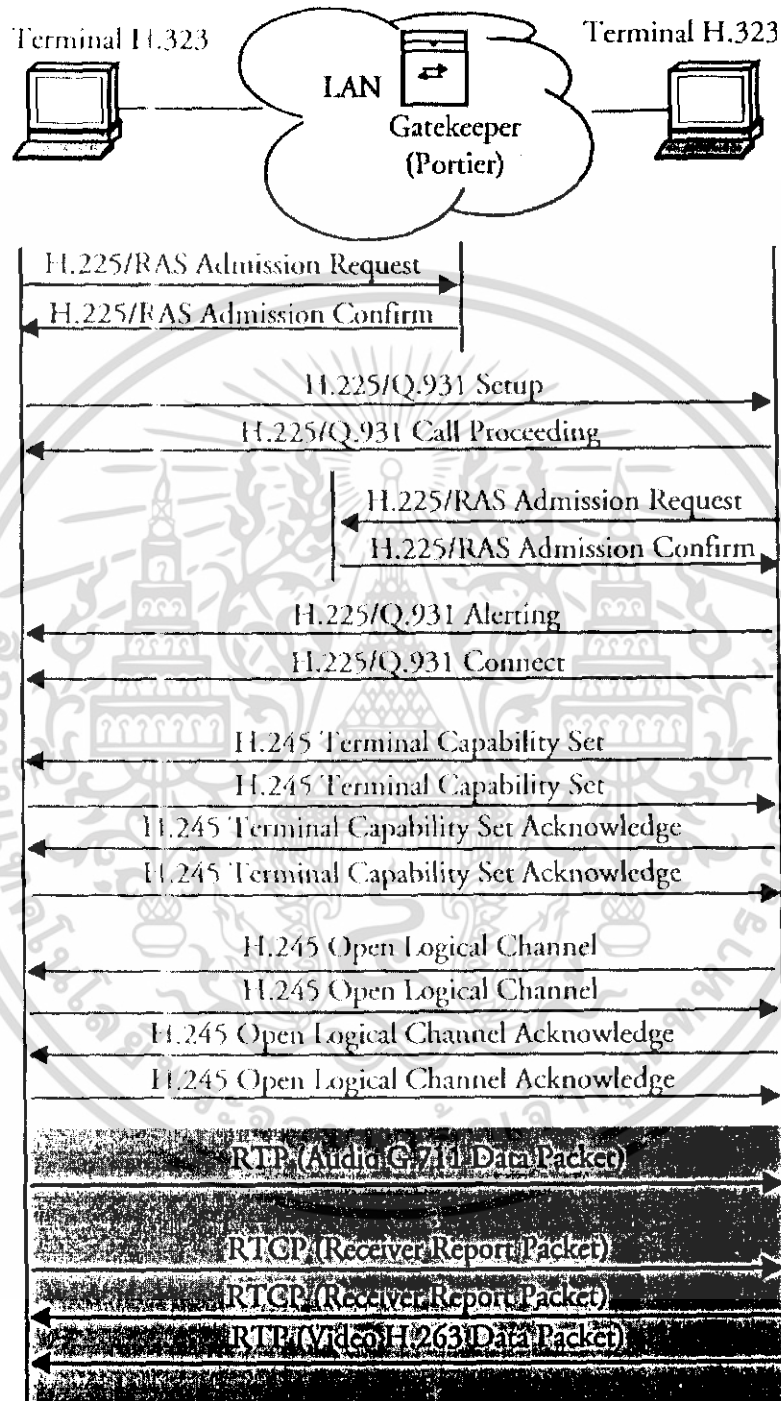 Terminal H.323
Terminal H.323
LAN
Gatekeeper
(Portier)
H.225/RAS Admission Request
H.225/RAS Admission Confirm
H.225/Q.931 Setup
H.225/Q.931 Call Proceeding
H.225/RAS Admission Request
H.225/RAS Admission Confirm
H.225/Q.931 Alerting
H.225/Q.931 Connect
H.245 Terminal Capability Set
H.245 Terminal Capability Set
H.245 Terminal Capability Set Acknowledge
H.245 Terminal Capability Set Acknowledge
H.245 Open Logical Channel
H.245 Open Logical Channel
H.245 Open Logical Channel Acknowledge
H.245 Open Logical Channel Acknowledge
RTP (Audio G-711 Data Packet)
RTCP (Receiver Report Packet)
RTCP (Receiver Report Packet)
RTP (Video H.263 Data Packet)